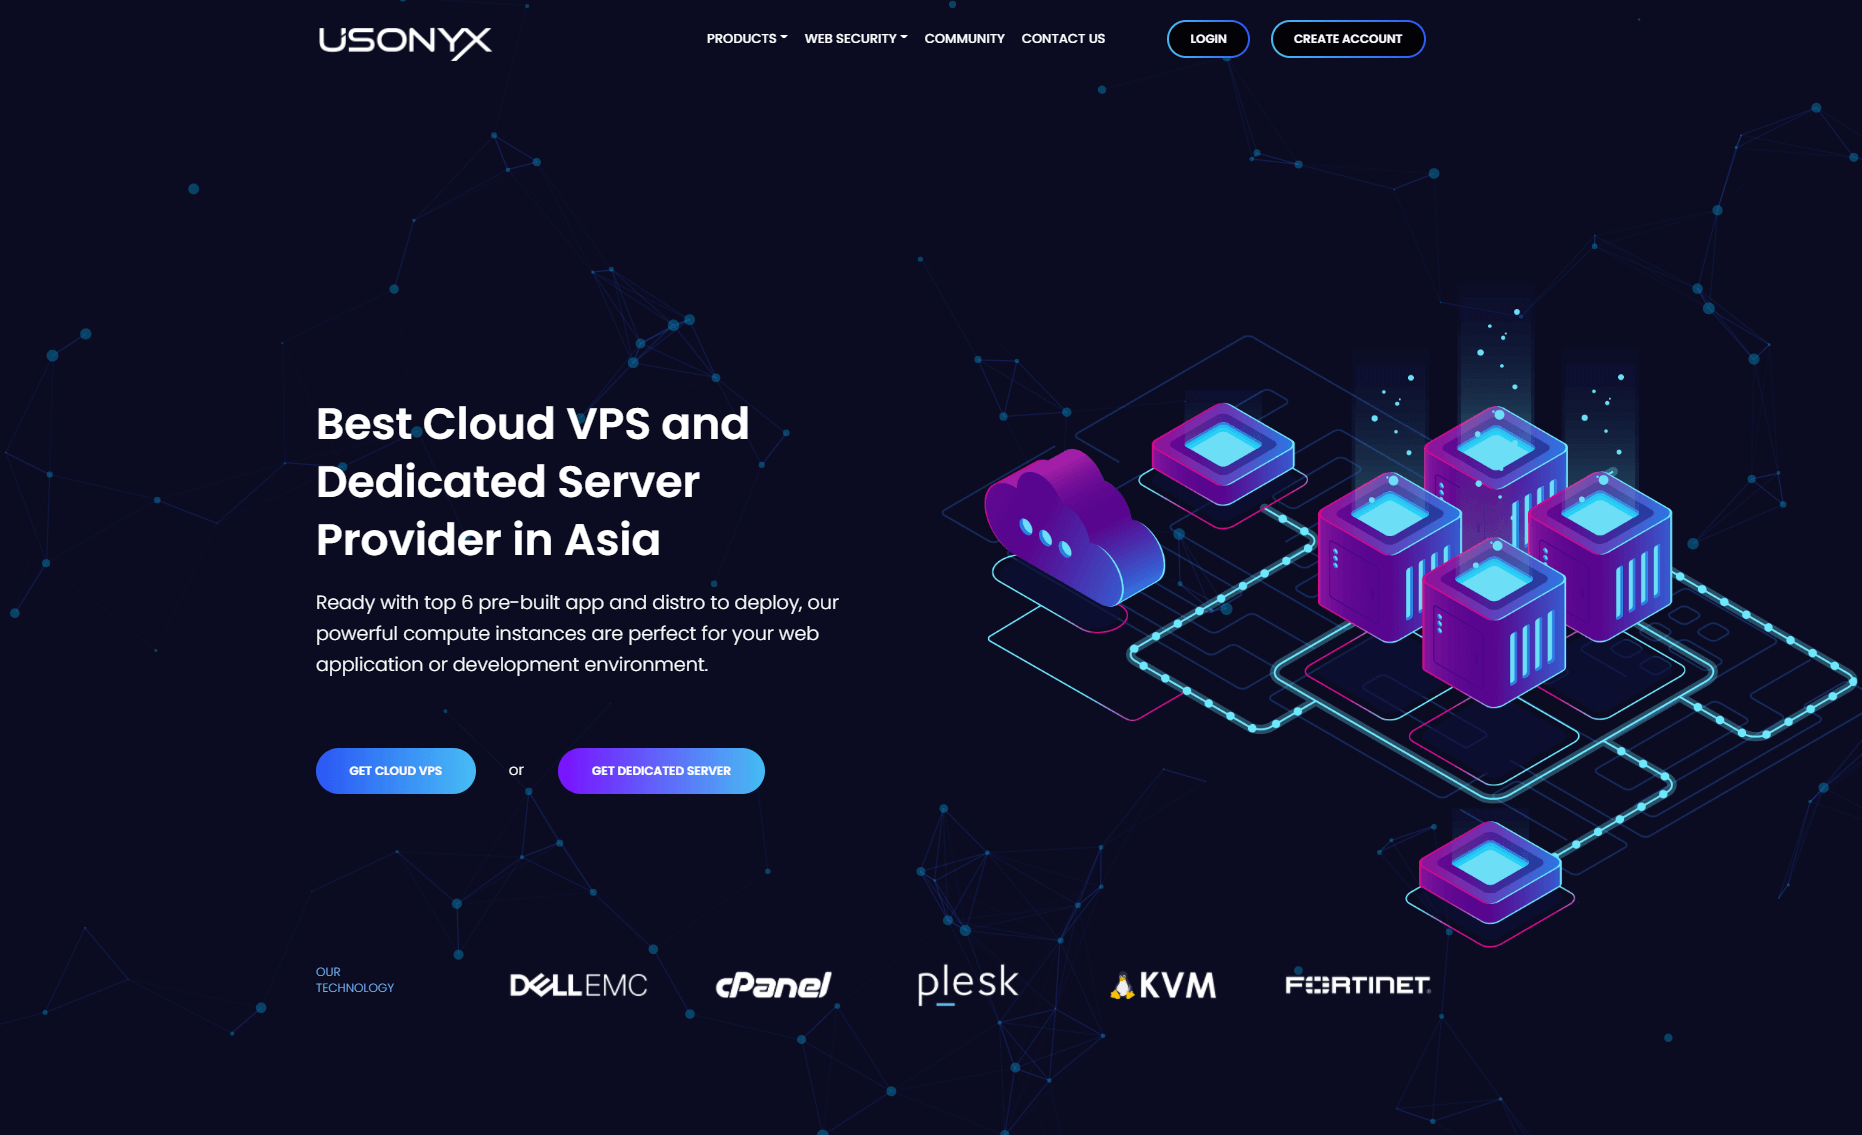 USONYX
PRODUCTS WEB SECURITY COMMUNITY CONTACT US LOGIN CREATE ACCOUNT
Best Cloud VPS and
Dedicated Server
Provider in Asia
Ready with top 6 pre-built app and distro to deploy, our
powerful compute instances are perfect for your web
application or development environment.
GET CLOUD VPS or GET DEDICATED SERVER
OUR
TECHNOLOGY
DELLEMC cPanel plesk KVM FORTINET